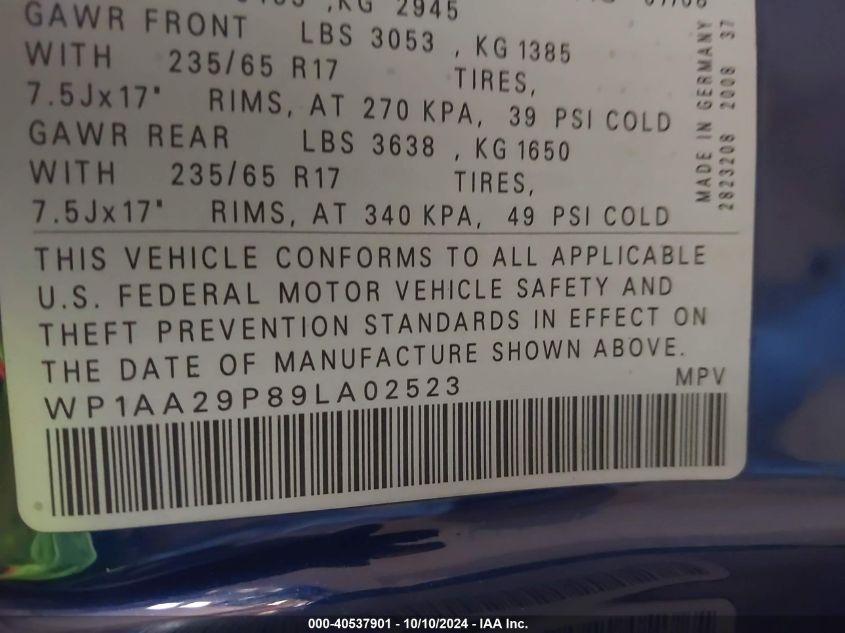 ,KG 2945
GAWR FRONT LBS 3053 , KG 1385
WITH 235/65 R17 TIRES,
7.5Jx17" RIMS, AT 270 KPA, 39 PSI COLD
GAWR REAR LBS 3638 , KG 1650
WITH 235/65 R17 TIRES,
7.5Jx17" RIMS, AT 340 KPA, 49 PSI COLD
MADE IN GERMANY
2823208 2008 37
THIS VEHICLE CONFORMS TO ALL APPLICABLE
U.S. FEDERAL MOTOR VEHICLE SAFETY AND
THEFT PREVENTION STANDARDS IN EFFECT ON
THE DATE OF MANUFACTURE SHOWN ABOVE.
WP1AA29P89LA02523 MPV
000-40537901 - 10/10/2024 - IAA Inc.